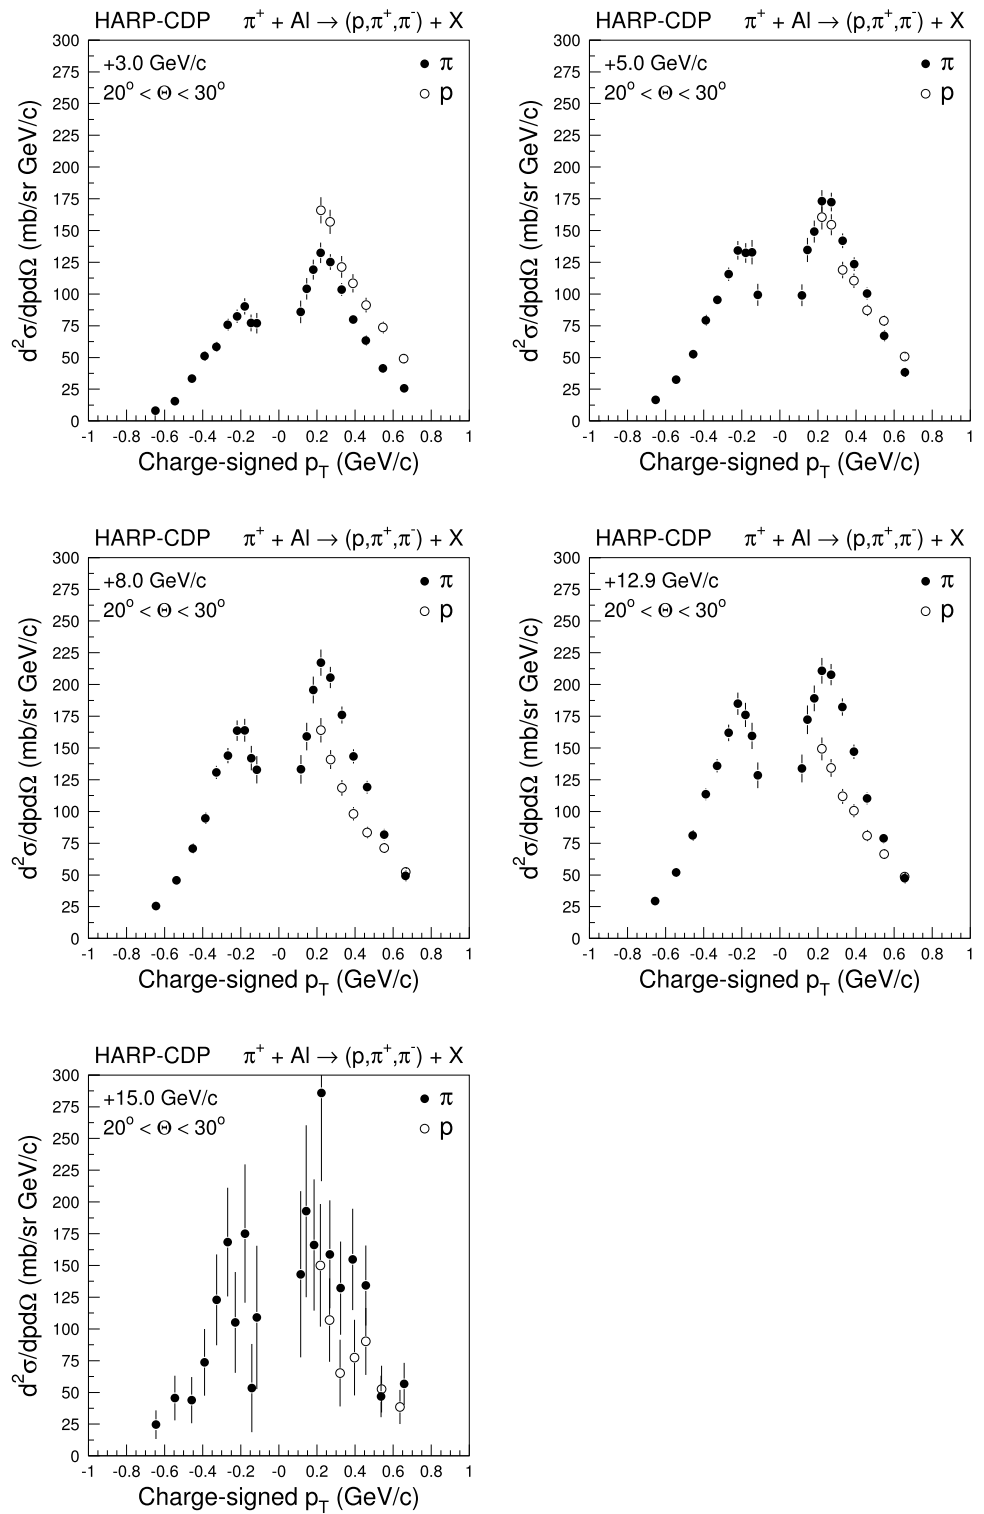 HARP-CDP π⁺ + Al → (p,π⁺,π⁻) + X
+3.0 GeV/c
20° < Θ < 30°
π
p
d²σ/dpdΩ (mb/sr GeV/c)
300
275
250
225
200
175
150
125
100
75
50
25
0
-1 -0.8 -0.6 -0.4 -0.2 -0 0.2 0.4 0.6 0.8 1
Charge-signed p_T (GeV/c)
HARP-CDP π⁺ + Al → (p,π⁺,π⁻) + X
+5.0 GeV/c
20° < Θ < 30°
π
p
d²σ/dpdΩ (mb/sr GeV/c)
300
275
250
225
200
175
150
125
100
75
50
25
0
-1 -0.8 -0.6 -0.4 -0.2 -0 0.2 0.4 0.6 0.8 1
Charge-signed p_T (GeV/c)
HARP-CDP π⁺ + Al → (p,π⁺,π⁻) + X
+8.0 GeV/c
20° < Θ < 30°
π
p
d²σ/dpdΩ (mb/sr GeV/c)
300
275
250
225
200
175
150
125
100
75
50
25
0
-1 -0.8 -0.6 -0.4 -0.2 -0 0.2 0.4 0.6 0.8 1
Charge-signed p_T (GeV/c)
HARP-CDP π⁺ + Al → (p,π⁺,π⁻) + X
+12.9 GeV/c
20° < Θ < 30°
π
p
d²σ/dpdΩ (mb/sr GeV/c)
300
275
250
225
200
175
150
125
100
75
50
25
0
-1 -0.8 -0.6 -0.4 -0.2 -0 0.2 0.4 0.6 0.8 1
Charge-signed p_T (GeV/c)
HARP-CDP π⁺ + Al → (p,π⁺,π⁻) + X
+15.0 GeV/c
20° < Θ < 30°
π
p
d²σ/dpdΩ (mb/sr GeV/c)
300
275
250
225
200
175
150
125
100
75
50
25
0
-1 -0.8 -0.6 -0.4 -0.2 -0 0.2 0.4 0.6 0.8 1
Charge-signed p_T (GeV/c)